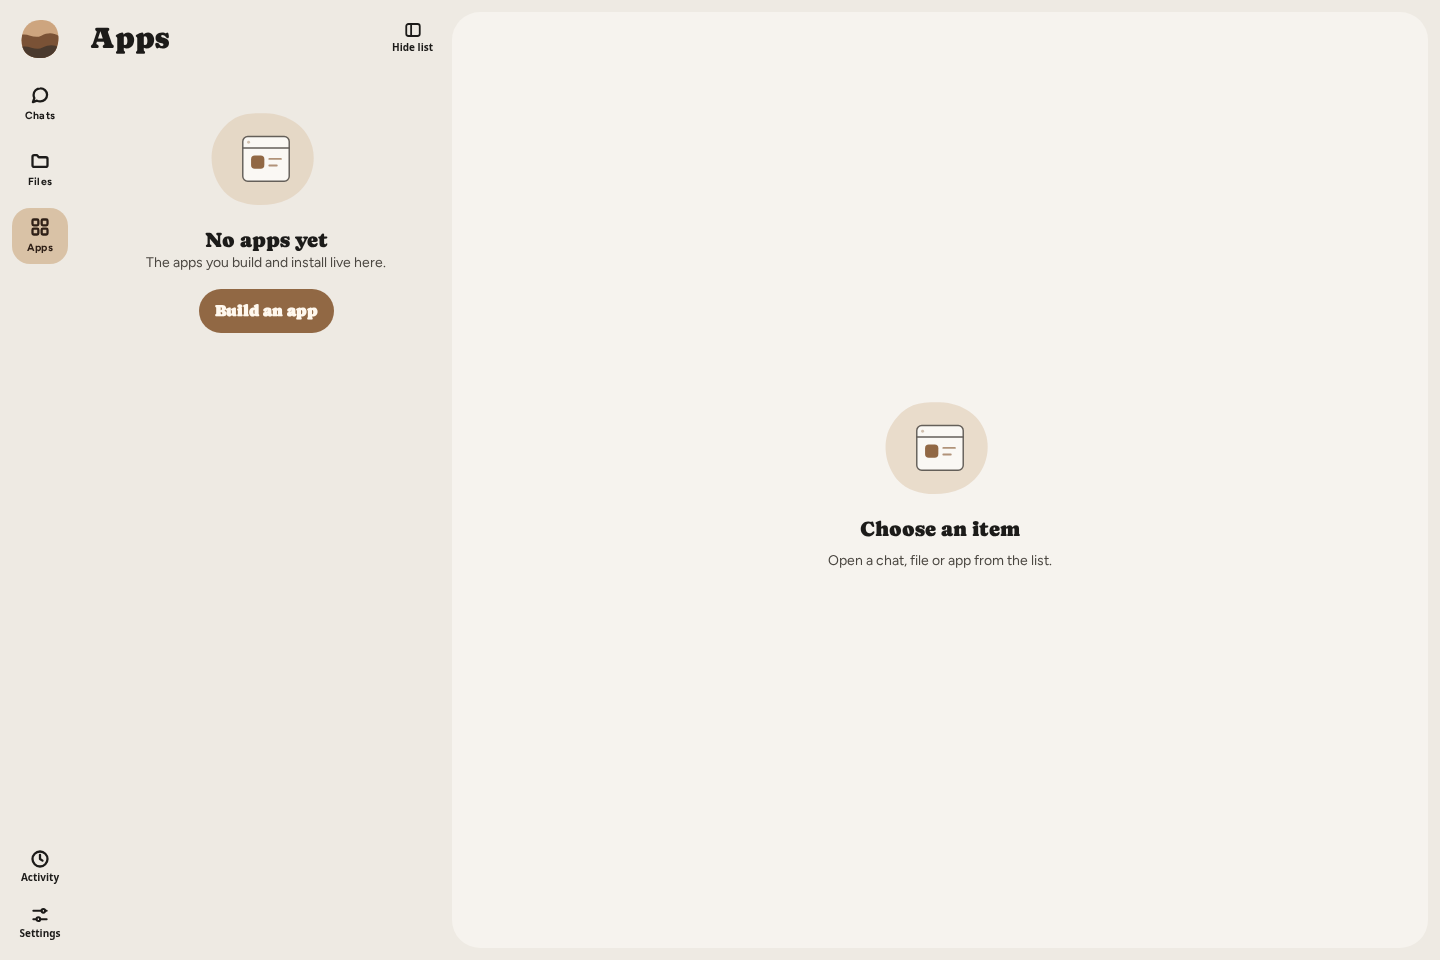 Apps
Hide list
Chats
Files
Apps
No apps yet
The apps you build and install live here.
Build an app
Choose an item
Open a chat, file or app from the list.
Activity
Settings